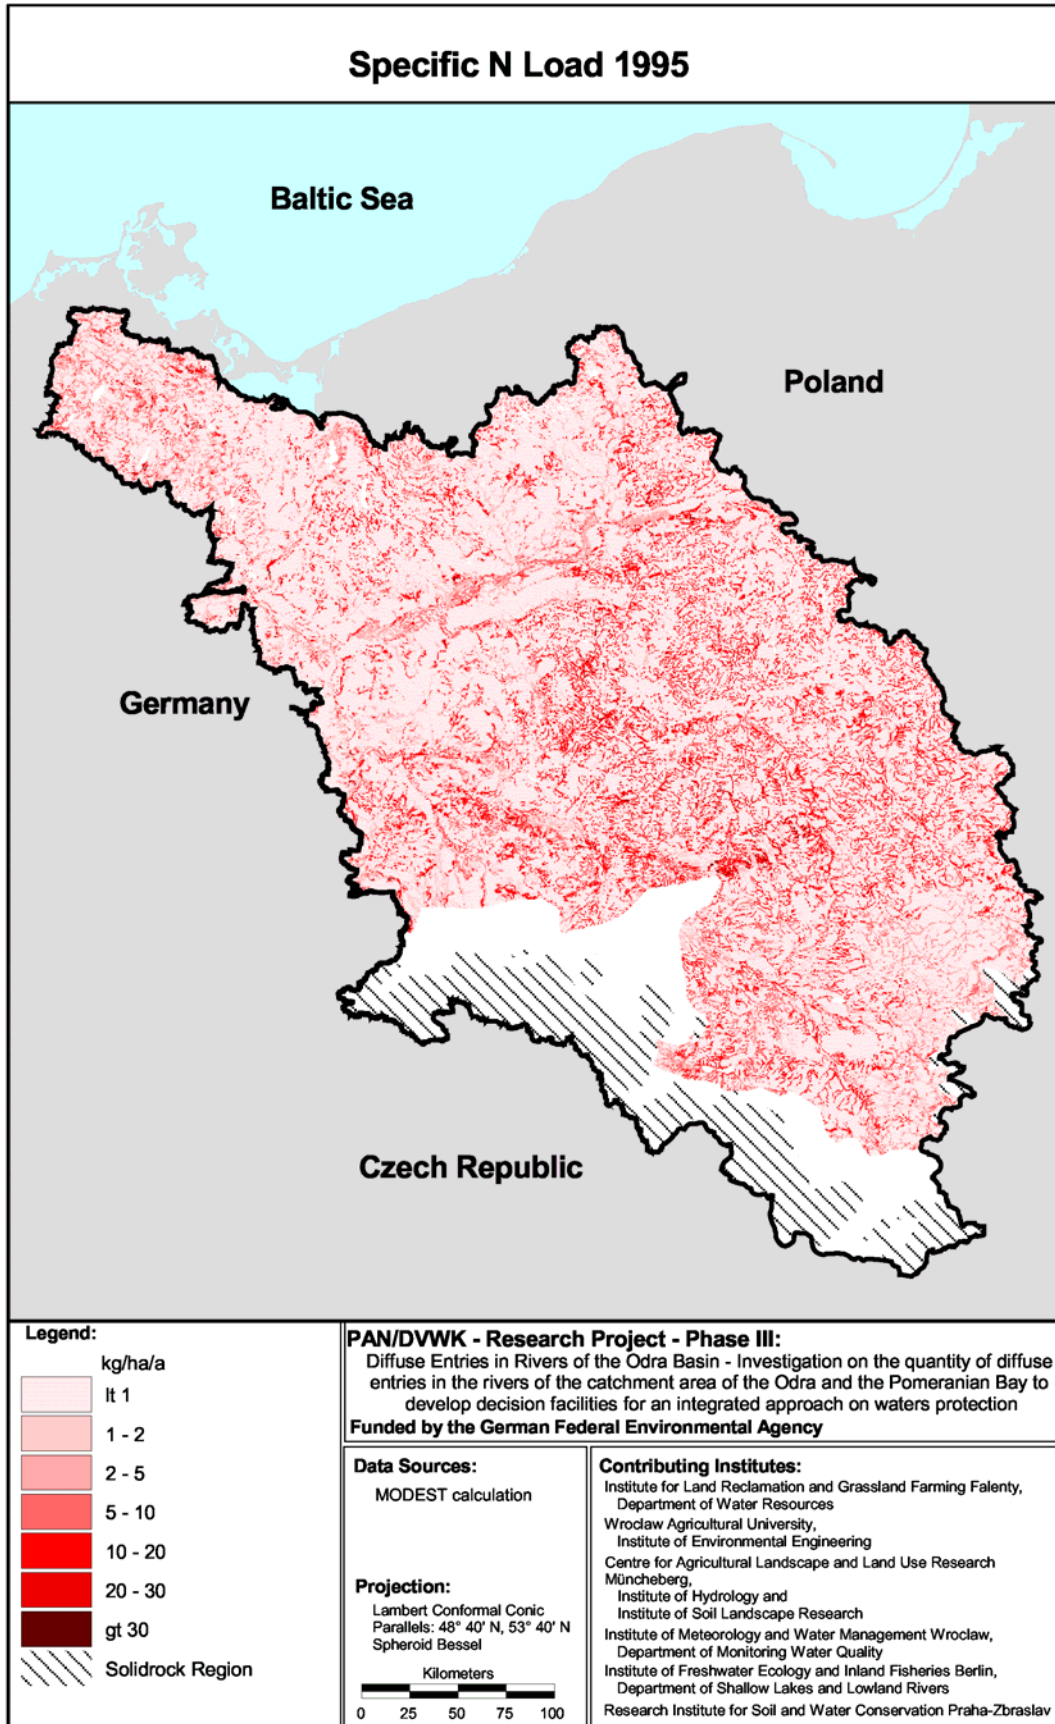 Specific N Load 1995
Baltic Sea
Poland
Germany
Czech Republic
Legend:
kg/ha/a
lt 1
1 - 2
2 - 5
5 - 10
10 - 20
20 - 30
gt 30
Solidrock Region
PAN/DVWK - Research Project - Phase III:
Diffuse Entries in Rivers of the Odra Basin - Investigation on the quantity of diffuse
entries in the rivers of the catchment area of the Odra and the Pomeranian Bay to
develop decision facilities for an integrated approach on waters protection
Funded by the German Federal Environmental Agency
Data Sources:
MODEST calculation
Projection:
Lambert Conformal Conic
Parallels: 48° 40' N, 53° 40' N
Spheroid Bessel
Kilometers
0 25 50 75 100
Contributing Institutes:
Institute for Land Reclamation and Grassland Farming Falenty,
Department of Water Resources
Wroclaw Agricultural University,
Institute of Environmental Engineering
Centre for Agricultural Landscape and Land Use Research
Müncheberg,
Institute of Hydrology and
Institute of Soil Landscape Research
Institute of Meteorology and Water Management Wroclaw,
Department of Monitoring Water Quality
Institute of Freshwater Ecology and Inland Fisheries Berlin,
Department of Shallow Lakes and Lowland Rivers
Research Institute for Soil and Water Conservation Praha-Zbraslav